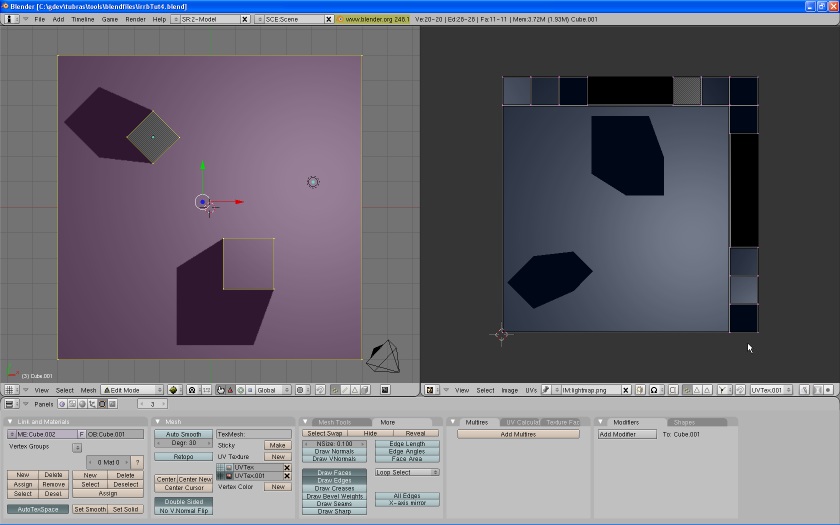 Blender [C:\gdev\tubras\tools\blendfiles\irrbTut4.blend]
File Add Timeline Game Render Help SR:2-Model SCE:Scene www.blender.org 246.1 Ve:20-20 | Ed:26-26 | Fa:11-11 | Mem:3.72M (1.93M) Cube.001
(3) Cube.001
View Select Mesh Edit Mode Global
View Select Image UVs IM:lightmap.png UVTex.001
Panels 3
Link and Materials
ME:Cube.002 F OB:Cube.001
Vertex Groups
0 Mat 0 ?
New Delete New Delete
Assign Remove Select Deselect
Select Desel. Assign
AutoTexSpace Set Smooth Set Solid
Mesh
Auto Smooth
Degr: 30
Retopo
Center Center New
Center Cursor
Double Sided
No V.Normal Flip
TexMesh:
Sticky Make
UV Texture New
UVTex
UVTex.001
Vertex Color New
Mesh Tools More
Select Swap Hide Reveal
NSize: 0.100
Draw Normals
Draw VNormals
Draw Faces
Draw Edges
Draw Creases
Draw Bevel Weights
Draw Seams
Draw Sharp
Edge Length
Edge Angles
Face Area
Loop Select
All Edges
X-axis mirror
Multires UV Calcula Texture Fac
Add Multires
Modifiers Shapes
Add Modifier To: Cube.001